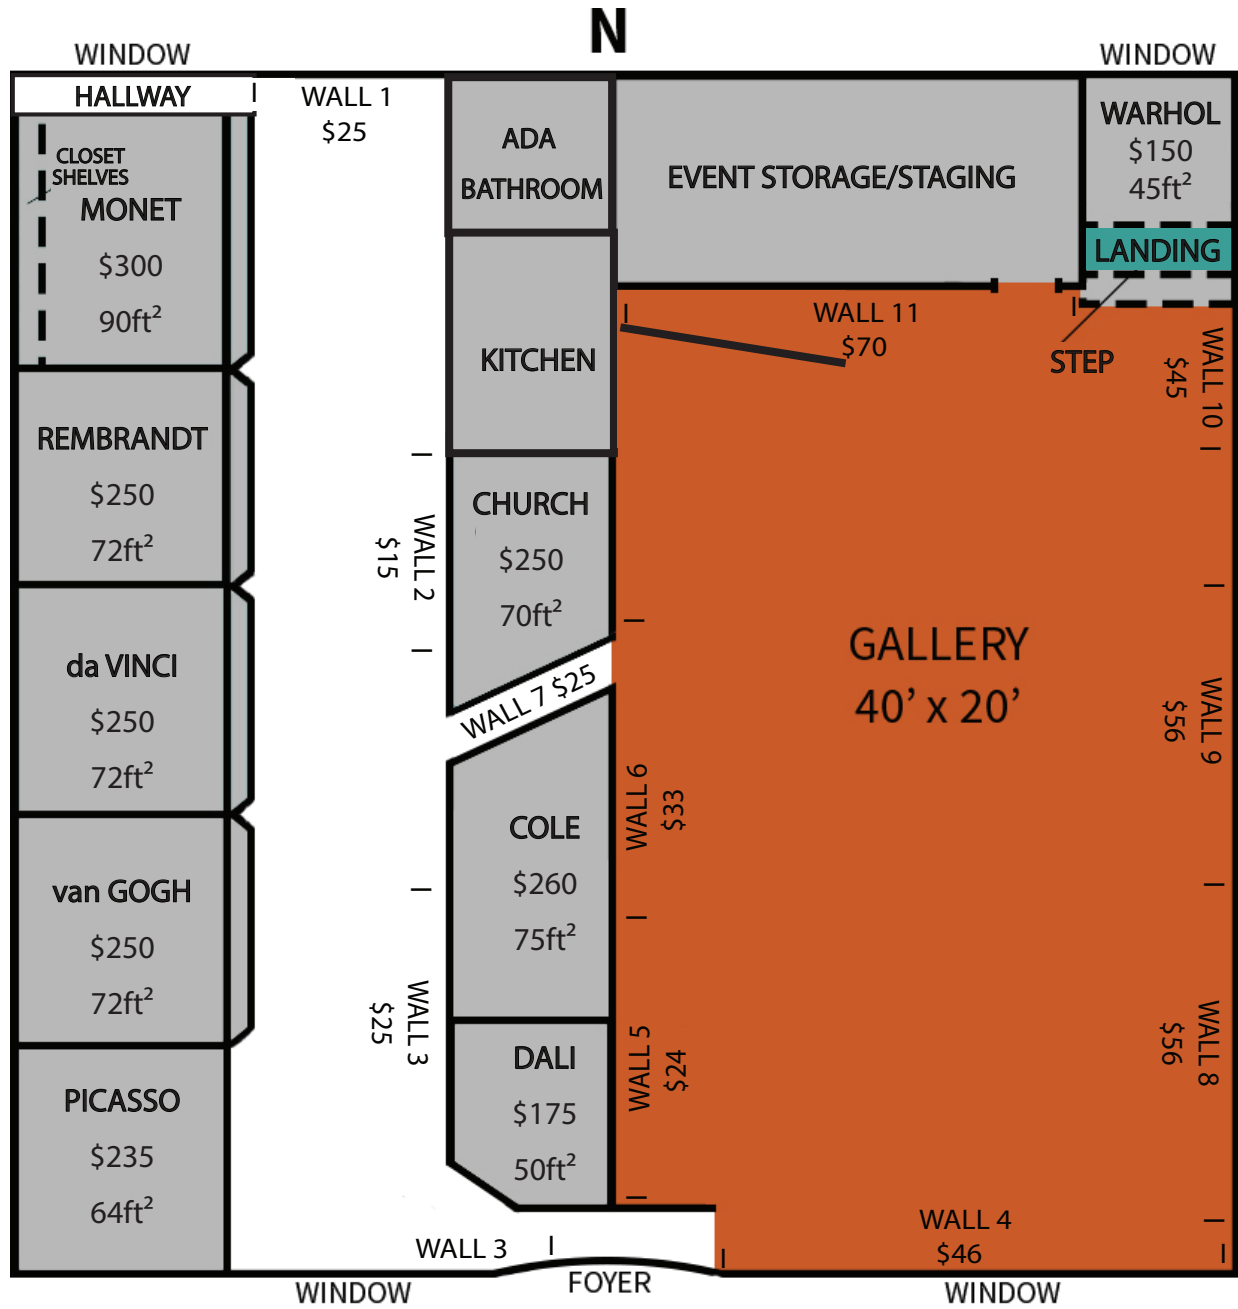 N
WINDOW
WINDOW
HALLWAY
WALL 1
$25
CLOSET
SHELVES
MONET
$300
90ft²
ADA
BATHROOM
EVENT STORAGE/STAGING
WARHOL
$150
45ft²
LANDING
STEP
WALL 11
$70
WALL 10
$45
KITCHEN
REMBRANDT
$250
72ft²
WALL 2
$15
CHURCH
$250
70ft²
GALLERY
40’ x 20’
da VINCI
$250
72ft²
WALL 7 $25
WALL 9
$56
WALL 6
$33
COLE
$260
75ft²
van GOGH
$250
72ft²
WALL 3
$25
WALL 5
$24
DALI
$175
50ft²
WALL 8
$56
PICASSO
$235
64ft²
WALL 3
WALL 4
$46
WINDOW
FOYER
WINDOW